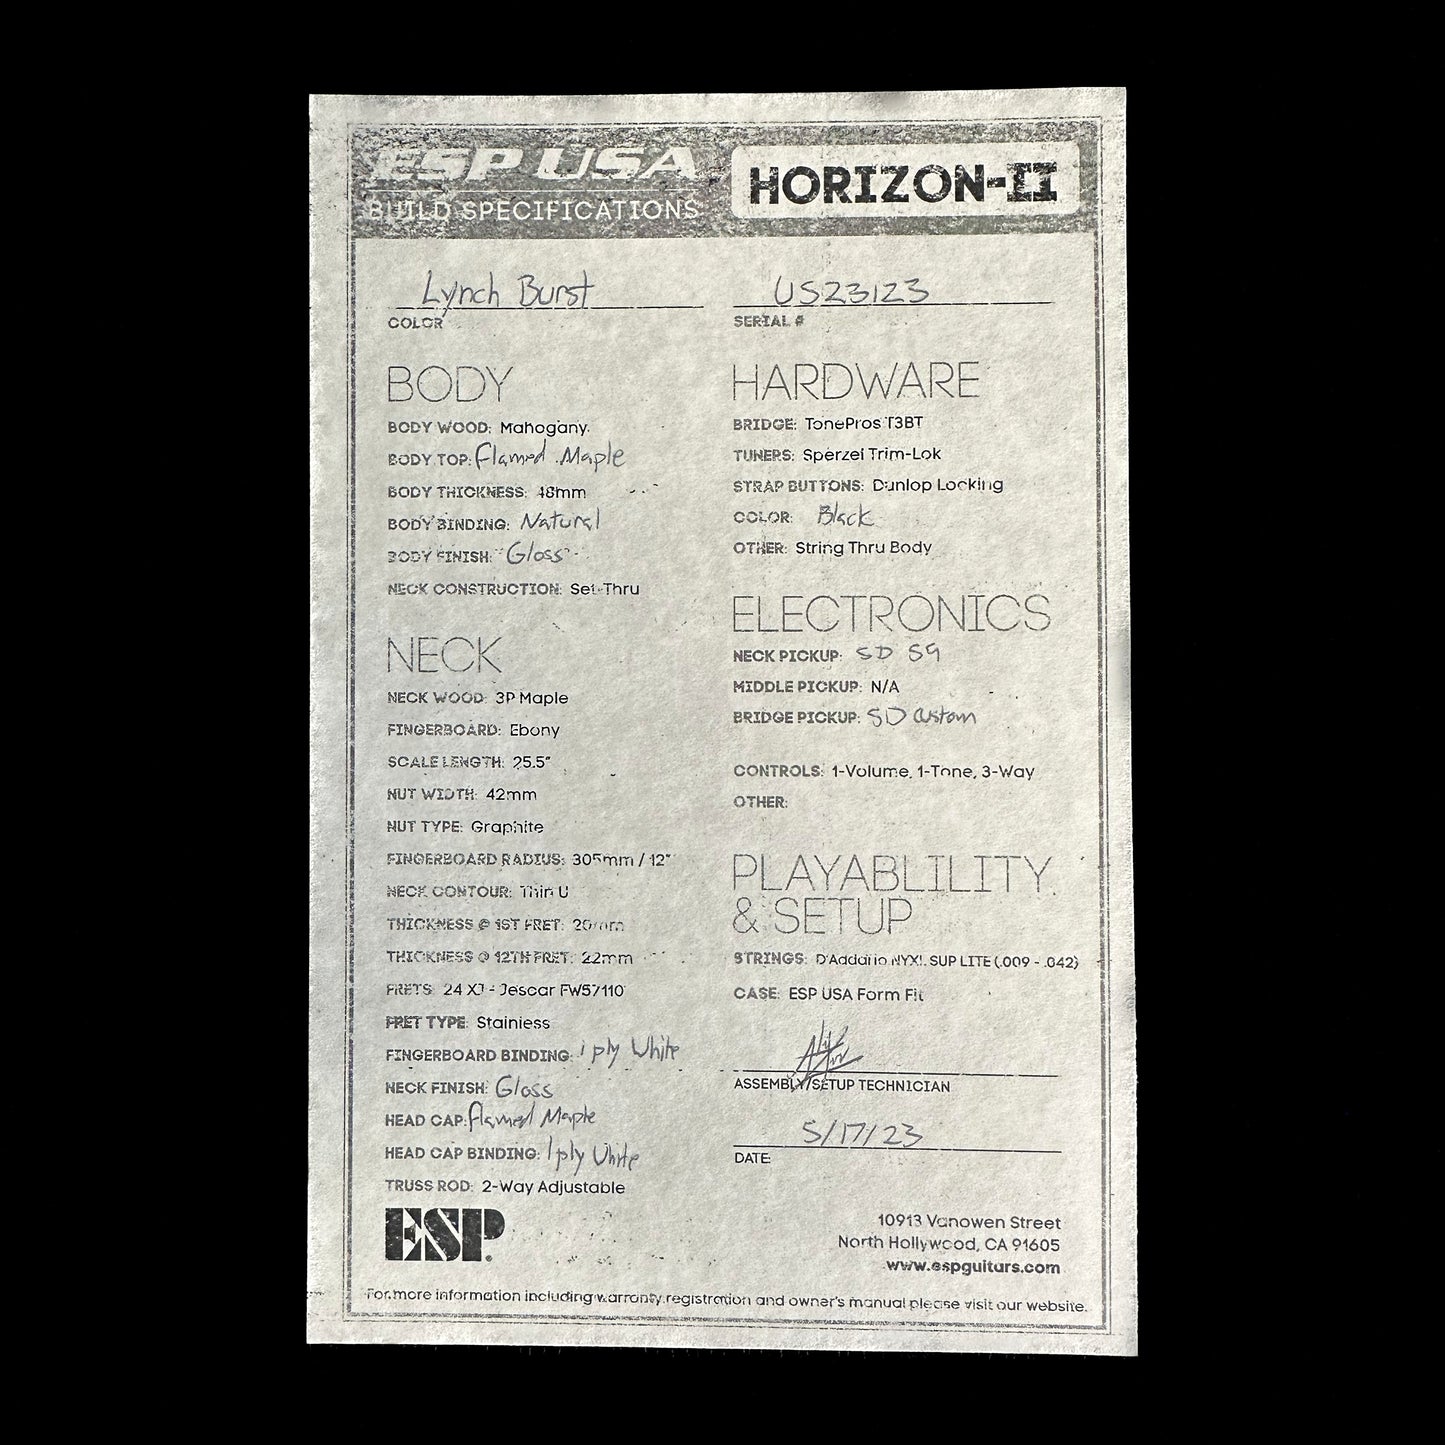 ESP USA
BUILD SPECIFICATIONS
HORIZON-II
Lynch Burst
COLOR
US23123
SERIAL #
BODY
BODY WOOD: Mahogany
BODY TOP: Flamed Maple
BODY THICKNESS: 48mm
BODY BINDING: Natural
BODY FINISH: Gloss
NECK CONSTRUCTION: Set-Thru
NECK
NECK WOOD: 3P Maple
FINGERBOARD: Ebony
SCALE LENGTH: 25.5"
NUT WIDTH: 42mm
NUT TYPE: Graphite
FINGERBOARD RADIUS: 305mm / 12"
NECK CONTOUR: Thin U
THICKNESS @ 1ST FRET: 20mm
THICKNESS @ 12TH FRET: 22mm
FRETS: 24 XJ - Jescar FW57110
FRET TYPE: Stainless
FINGERBOARD BINDING: 1 ply White
NECK FINISH: Gloss
HEAD CAP: Flamed Maple
HEAD CAP BINDING: 1 ply White
TRUSS ROD: 2-Way Adjustable
ESP
HARDWARE
BRIDGE: TonePros T3BT
TUNERS: Sperzel Trim-Lok
STRAP BUTTONS: Dunlop Locking
COLOR: Black
OTHER: String Thru Body
ELECTRONICS
NECK PICKUP: SD 59
MIDDLE PICKUP: N/A
BRIDGE PICKUP: SD Custom
CONTROLS: 1-Volume, 1-Tone, 3-Way
OTHER:
PLAYABLILITY
& SETUP
STRINGS: D'Addario NYXL SUP LITE (.009 - .042)
CASE: ESP USA Form Fit
ASSEMBLY/SETUP TECHNICIAN
5/17/23
DATE:
10913 Vanowen Street
North Hollywood, CA 91605
www.espguitars.com
For more information including warranty registration and owner's manual please visit our website.